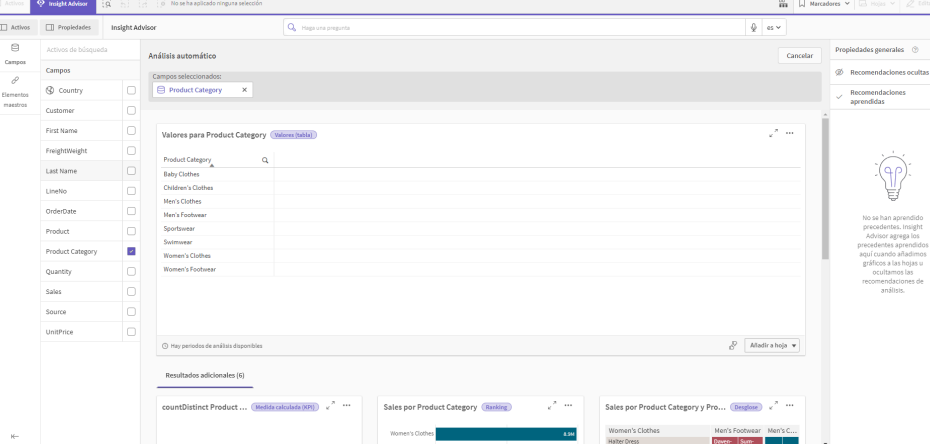 Activos
Insight Advisor
No se ha aplicado ninguna selección
Marcadores
Hojas
Activos
Propiedades
Insight Advisor
Haga una pregunta
es
Campos
Elementos maestros
Activos de búsqueda
Campos
Country
Customer
First Name
FreightWeight
Last Name
LineNo
OrderDate
Product
Product Category
Quantity
Sales
Source
UnitPrice
Análisis automático
Cancelar
Campos seleccionados:
Product Category
Valores para Product Category Valores (tabla)
Product Category
Baby Clothes
Children's Clothes
Men's Clothes
Men's Footwear
Sportswear
Swimwear
Women's Clothes
Women's Footwear
Hay periodos de análisis disponibles
Añadir a hoja
Resultados adicionales (6)
countDistinct Product ... Medida calculada (KPI)
Sales por Product Category Ranking
Women's Clothes
8.3M
Sales por Product Category y Pro... Desglose
Women's Clothes Men's Footwear Men's C...
Halter Dress Daven- Sum-
Propiedades generales
Recomendaciones ocultas
Recomendaciones
aprendidas
No se han aprendido
precedentes. Insight
Advisor agrega los
precedentes aprendidos
aquí cuando añadimos
gráficos a las hojas u
ocultamos las
recomendaciones de
análisis.